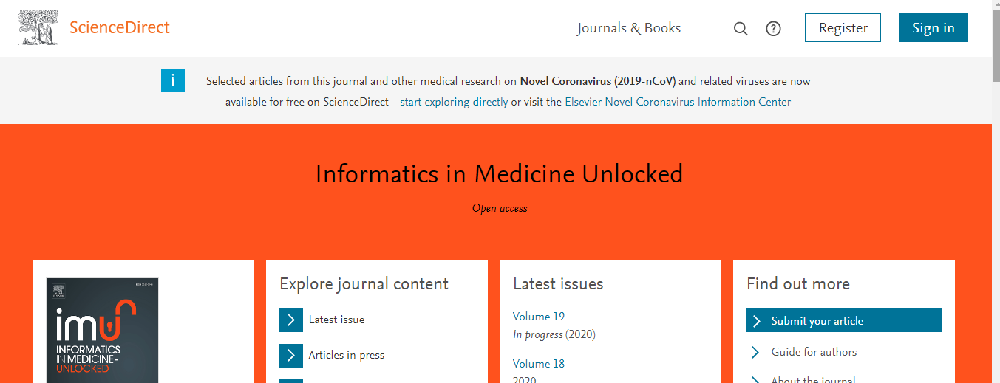 ScienceDirect
Journals & Books
Register
Sign in
i
Selected articles from this journal and other medical research on Novel Coronavirus (2019-nCoV) and related viruses are now
available for free on ScienceDirect – start exploring directly or visit the Elsevier Novel Coronavirus Information Center
Informatics in Medicine Unlocked
Open access
imu
INFORMATICS
IN MEDICINE-
UNLOCKED
Explore journal content
Latest issue
Articles in press
Latest issues
Volume 19
In progress (2020)
Volume 18
2020
Find out more
Submit your article
Guide for authors
About the journal